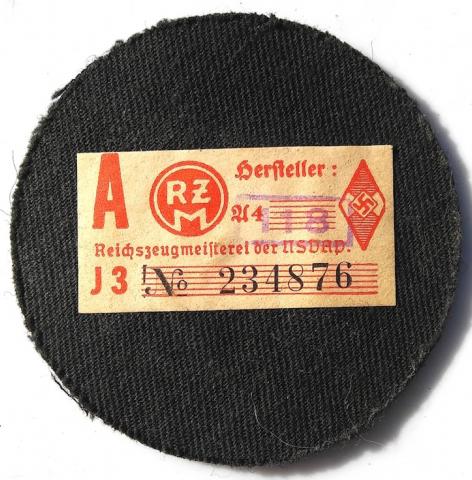 A RZM Hersteller:
A4 118
Reichszeugmeisterei der NSDAP.
J3 No 234876